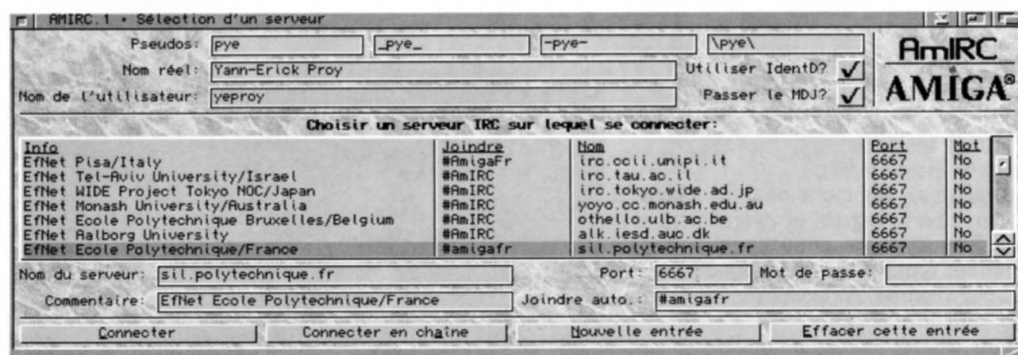 AMIRC.1 · Sélection d'un serveur
Pseudos: pye _pye_ -pye- \pye\
AmIRC
Nom réel: Yann-Erick Proy Utiliser IdentD?
Nom de l'utilisateur: yeproy Passer le MDJ?
AMIGA®
Choisir un serveur IRC sur lequel se connecter:
Info Joindre Nom Port Mot
EfNet Pisa/Italy #AmigaFr irc.ccii.unipi.it 6667 No
EfNet Tel-Aviv University/Israel #AmIRC irc.tau.ac.il 6667 No
EfNet WIDE Project Tokyo NOC/Japan #AmIRC irc.tokyo.wide.ad.jp 6667 No
EfNet Monash University/Australia #AmIRC yoyo.cc.monash.edu.au 6667 No
EfNet Ecole Polytechnique Bruxelles/Belgium #AmIRC othello.ulb.ac.be 6667 No
EfNet Aalborg University #AmIRC alk.iesd.auc.dk 6667 No
EfNet Ecole Polytechnique/France #amigafr sil.polytechnique.fr 6667 No
Nom du serveur: sil.polytechnique.fr Port: 6667 Mot de passe:
Commentaire: EfNet Ecole Polytechnique/France Joindre auto.: #amigafr
Connecter Connecter en chaîne Nouvelle entrée Effacer cette entrée